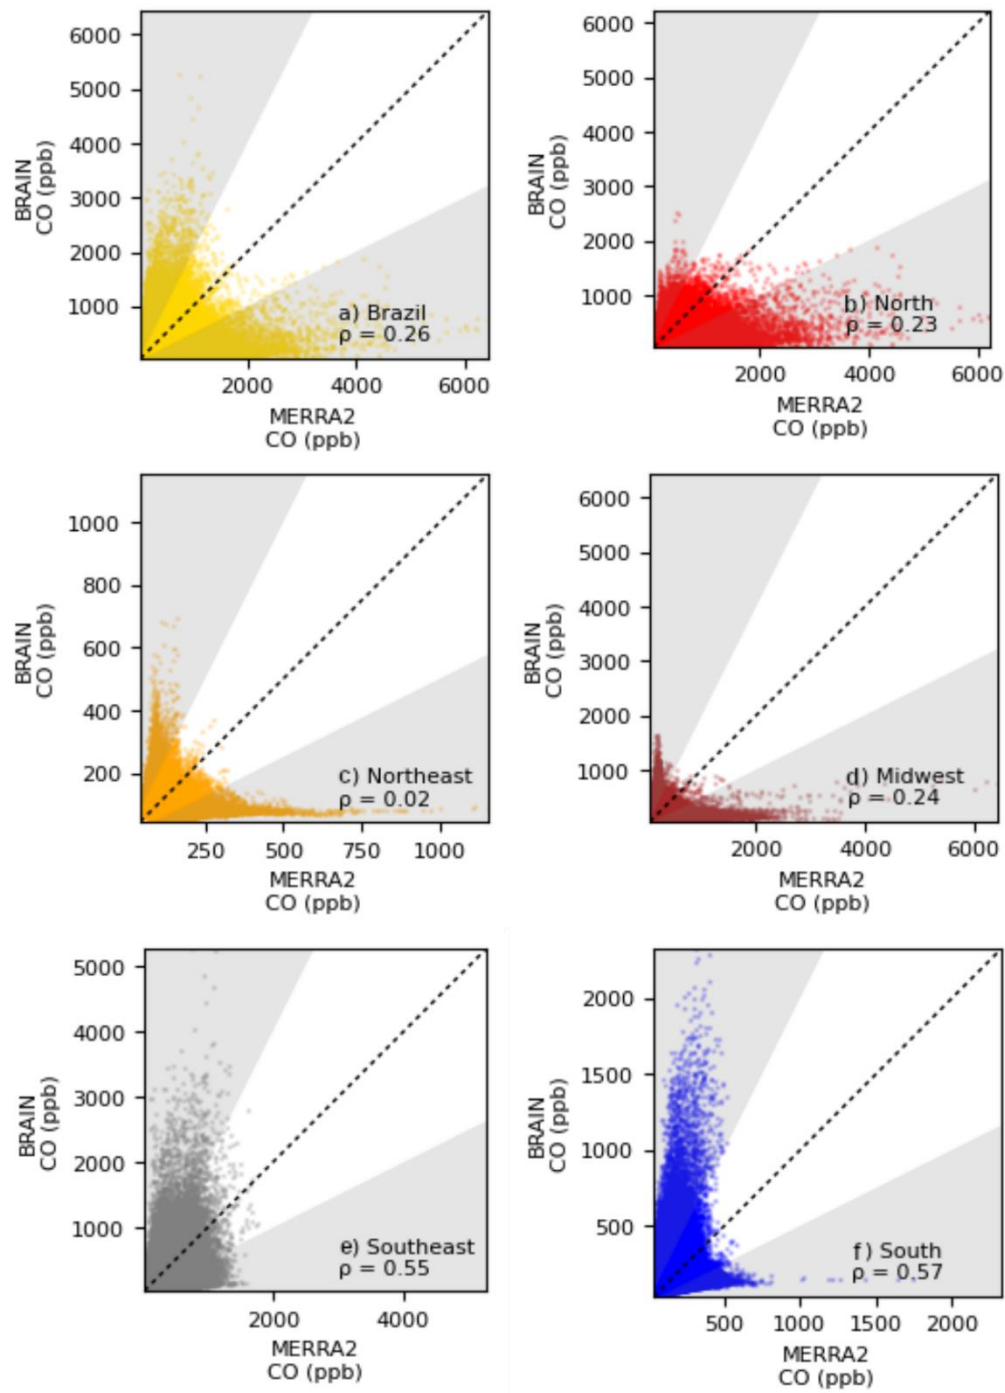 6000
5000
4000
3000
2000
1000
BRAIN
CO (ppb)
a) Brazil
ρ = 0.26
2000
4000
6000
MERRA2
CO (ppb)
6000
5000
4000
3000
2000
1000
BRAIN
CO (ppb)
b) North
ρ = 0.23
2000
4000
6000
MERRA2
CO (ppb)
1000
800
600
400
200
BRAIN
CO (ppb)
c) Northeast
ρ = 0.02
250
500
750
1000
MERRA2
CO (ppb)
6000
5000
4000
3000
2000
1000
BRAIN
CO (ppb)
d) Midwest
ρ = 0.24
2000
4000
6000
MERRA2
CO (ppb)
5000
4000
3000
2000
1000
BRAIN
CO (ppb)
e) Southeast
ρ = 0.55
2000
4000
MERRA2
CO (ppb)
2000
1500
1000
500
BRAIN
CO (ppb)
f) South
ρ = 0.57
500
1000
1500
2000
MERRA2
CO (ppb)